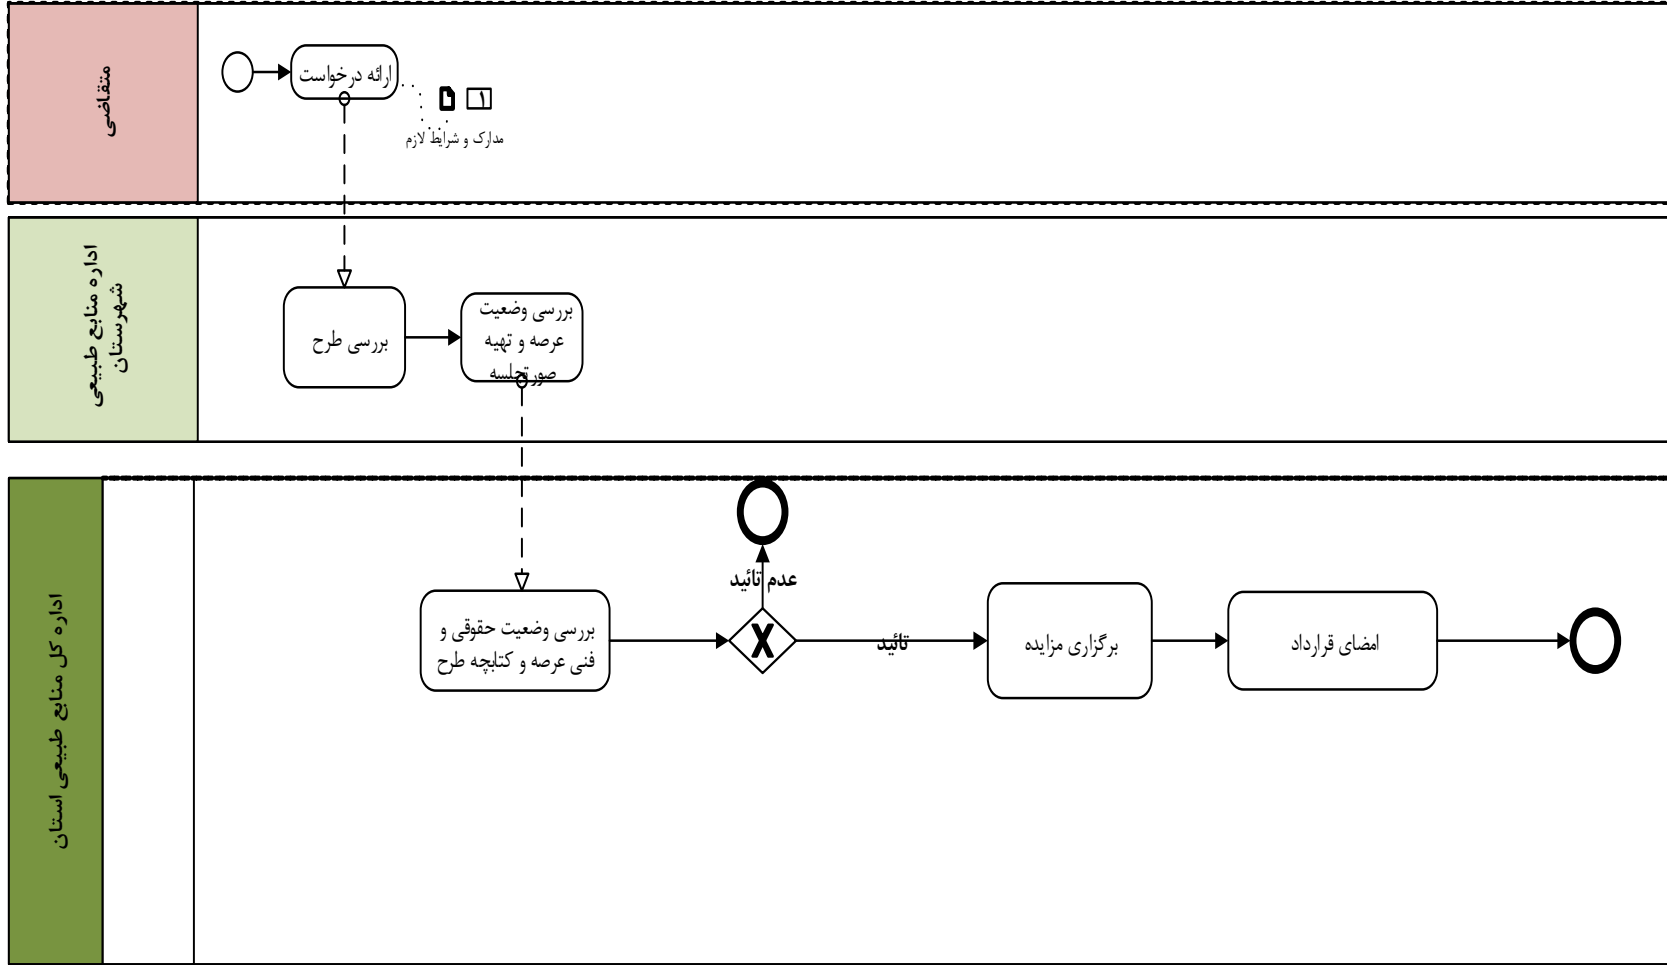 متقاضی
ارائه درخواست
۱
مدارک و شرایط لازم
اداره منابع طبیعی
شهرستان
بررسی طرح
بررسی وضعیت
عرصه و تهیه
صورتجلسه
اداره کل منابع طبیعی استان
بررسی وضعیت حقوقی و
فنی عرصه و کتابچه طرح
عدم تائید
تائید
برگزاری مزایده
امضای قرارداد